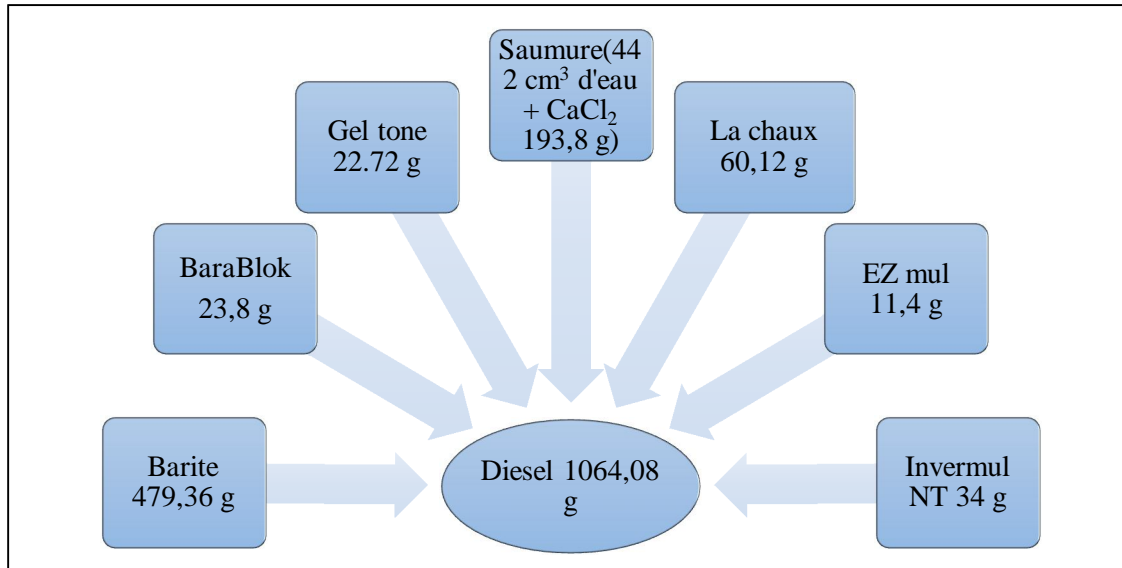 Saumure(44
2 cm³ d'eau
+ CaCl₂
193,8 g)
Gel tone
22.72 g
La chaux
60,12 g
BaraBlok
23,8 g
EZ mul
11,4 g
Barite
479,36 g
Diesel 1064,08
g
Invermul
NT 34 g